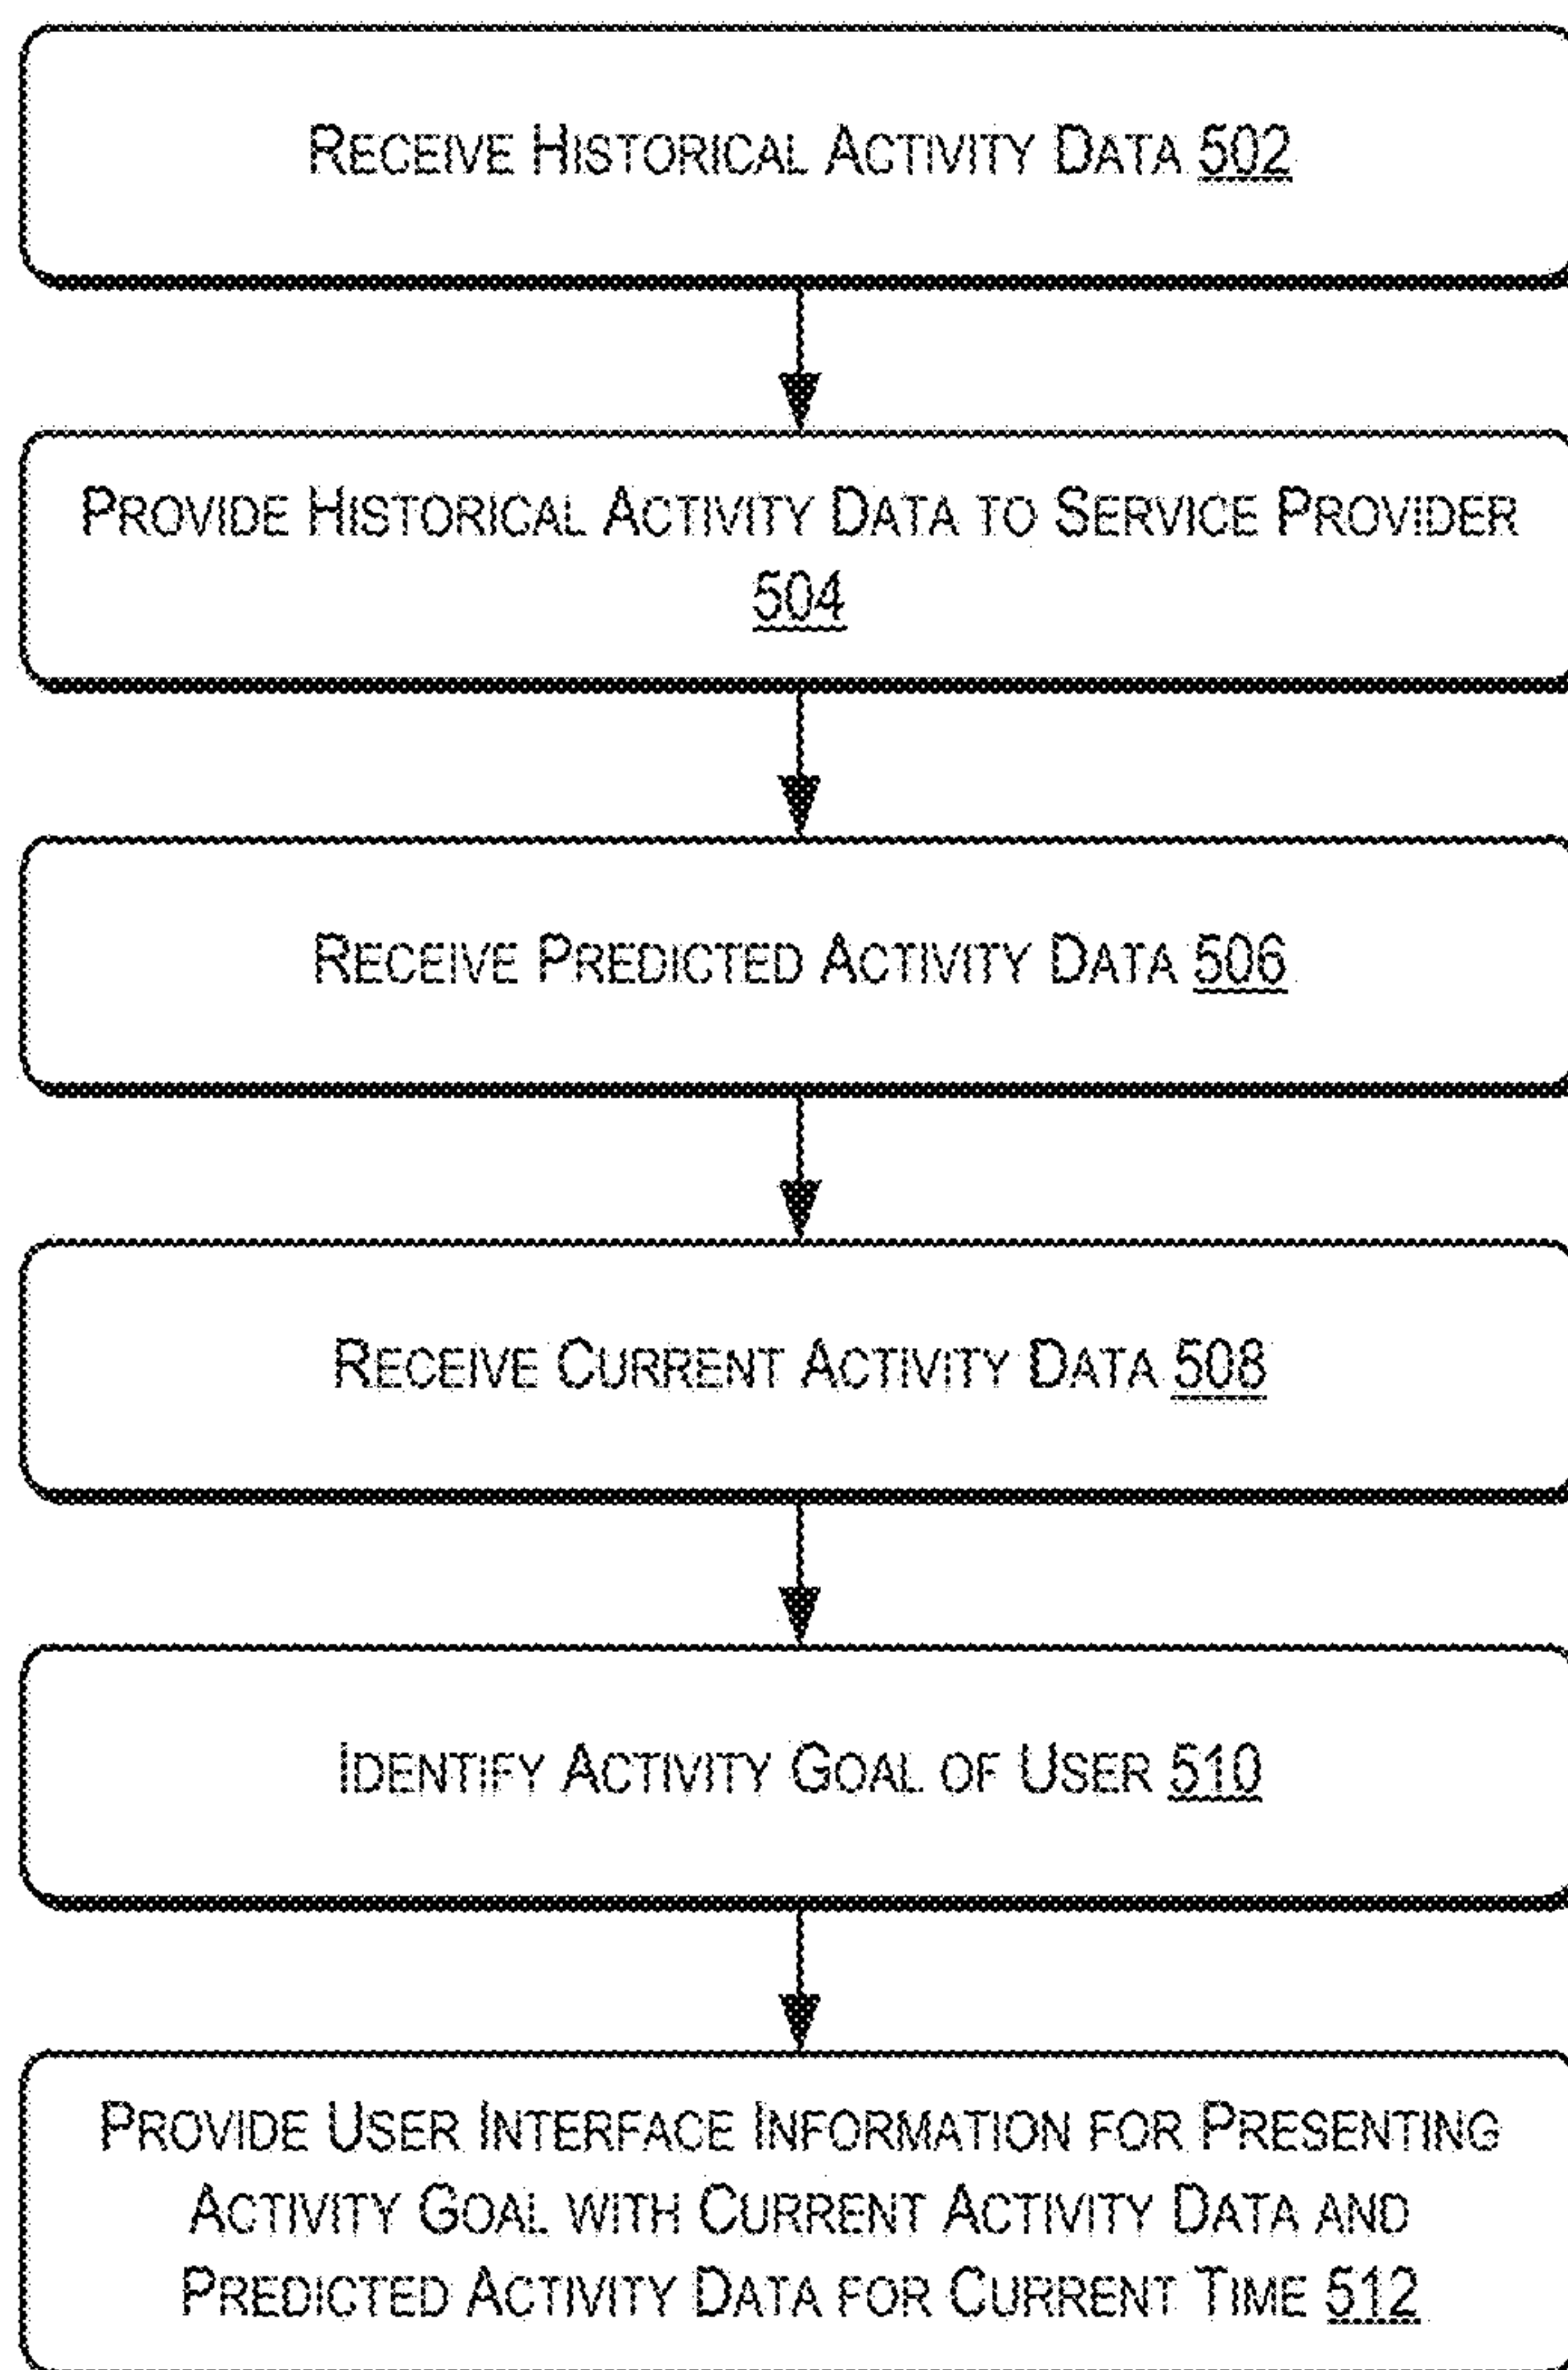 RECEIVE HISTORICAL ACTIVITY DATA 502
PROVIDE HISTORICAL ACTIVITY DATA TO SERVICE PROVIDER
504
RECEIVE PREDICTED ACTIVITY DATA 506
RECEIVE CURRENT ACTIVITY DATA 508
IDENTIFY ACTIVITY GOAL OF USER 510
PROVIDE USER INTERFACE INFORMATION FOR PRESENTING
ACTIVITY GOAL WITH CURRENT ACTIVITY DATA AND
PREDICTED ACTIVITY DATA FOR CURRENT TIME 512